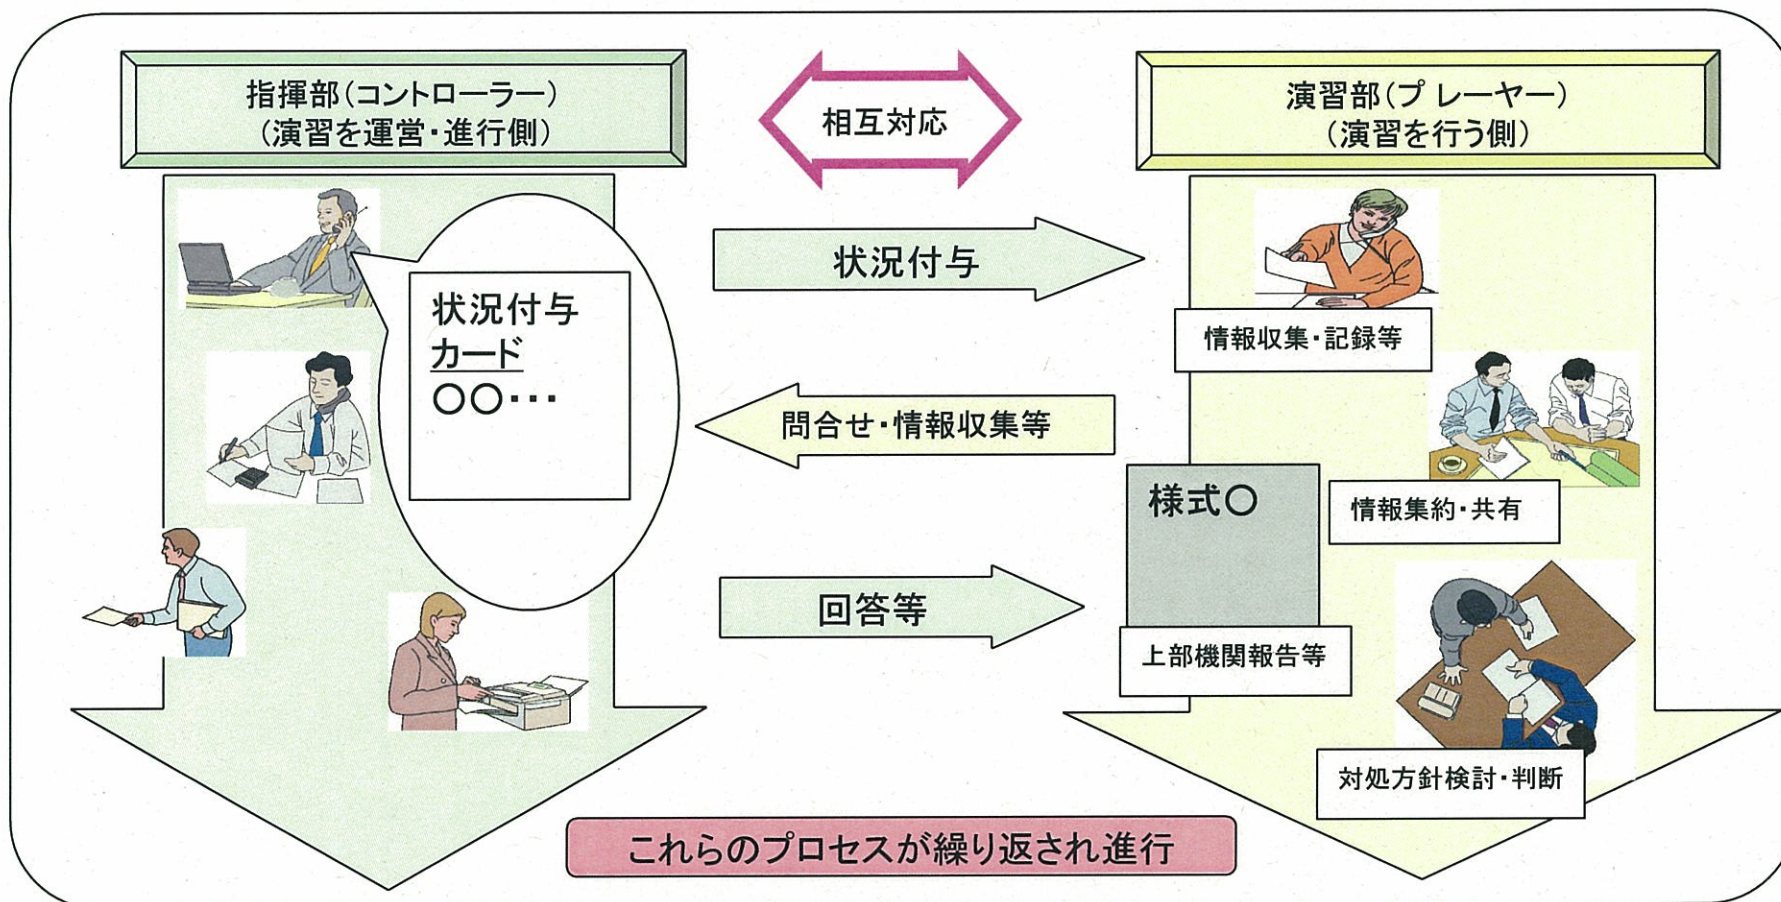 指揮部(コントローラー)
(演習を運営・進行側)
相互対応
演習部(プレーヤー)
(演習を行う側)
状況付与
カード
〇〇・・・
状況付与
問合せ・情報収集等
回答等
情報収集・記録等
情報集約・共有
様式〇
上部機関報告等
対処方針検討・判断
これらのプロセスが繰り返され進行